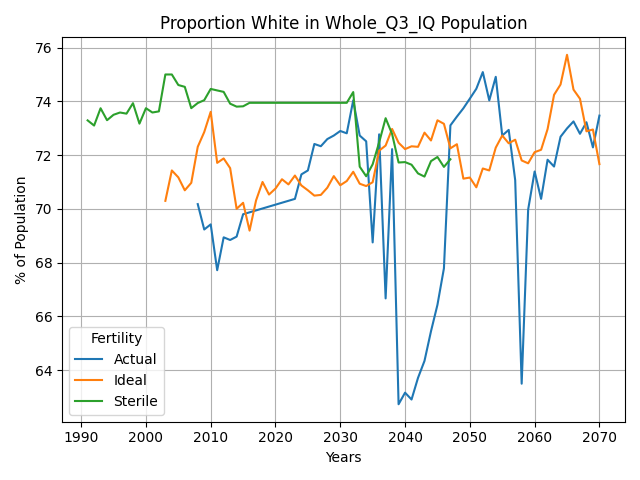 Proportion White in Whole_Q3_IQ Population
% of Population
76
74
72
70
68
66
64
Fertility
Actual
Ideal
Sterile
1990 2000 2010 2020 2030 2040 2050 2060 2070
Years